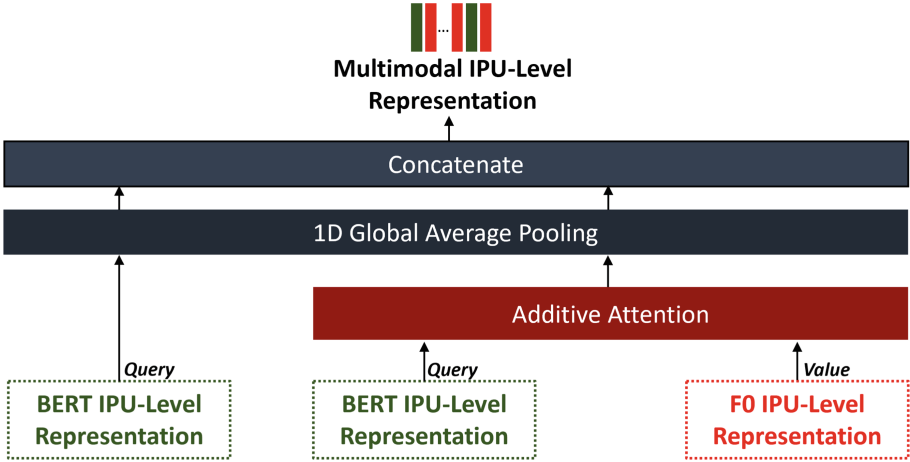 ...
Multimodal IPU-Level
Representation
Concatenate
1D Global Average Pooling
Additive Attention
Query
Query
Value
BERT IPU-Level
Representation
BERT IPU-Level
Representation
F0 IPU-Level
Representation